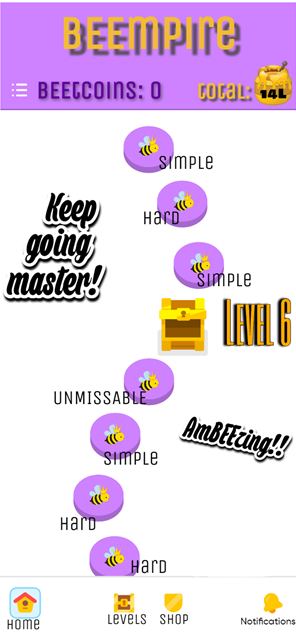 BEEmpire
BEETCOINS: 0
TOTAL:
14L
SIMPLE
HARD
Keep
going
master!
SIMPLE
LEVEL 6
UNMISSABLE
AmBEEzing!!
SIMPLE
HARD
HARD
HOME
LEVELS
SHOP
Notifications